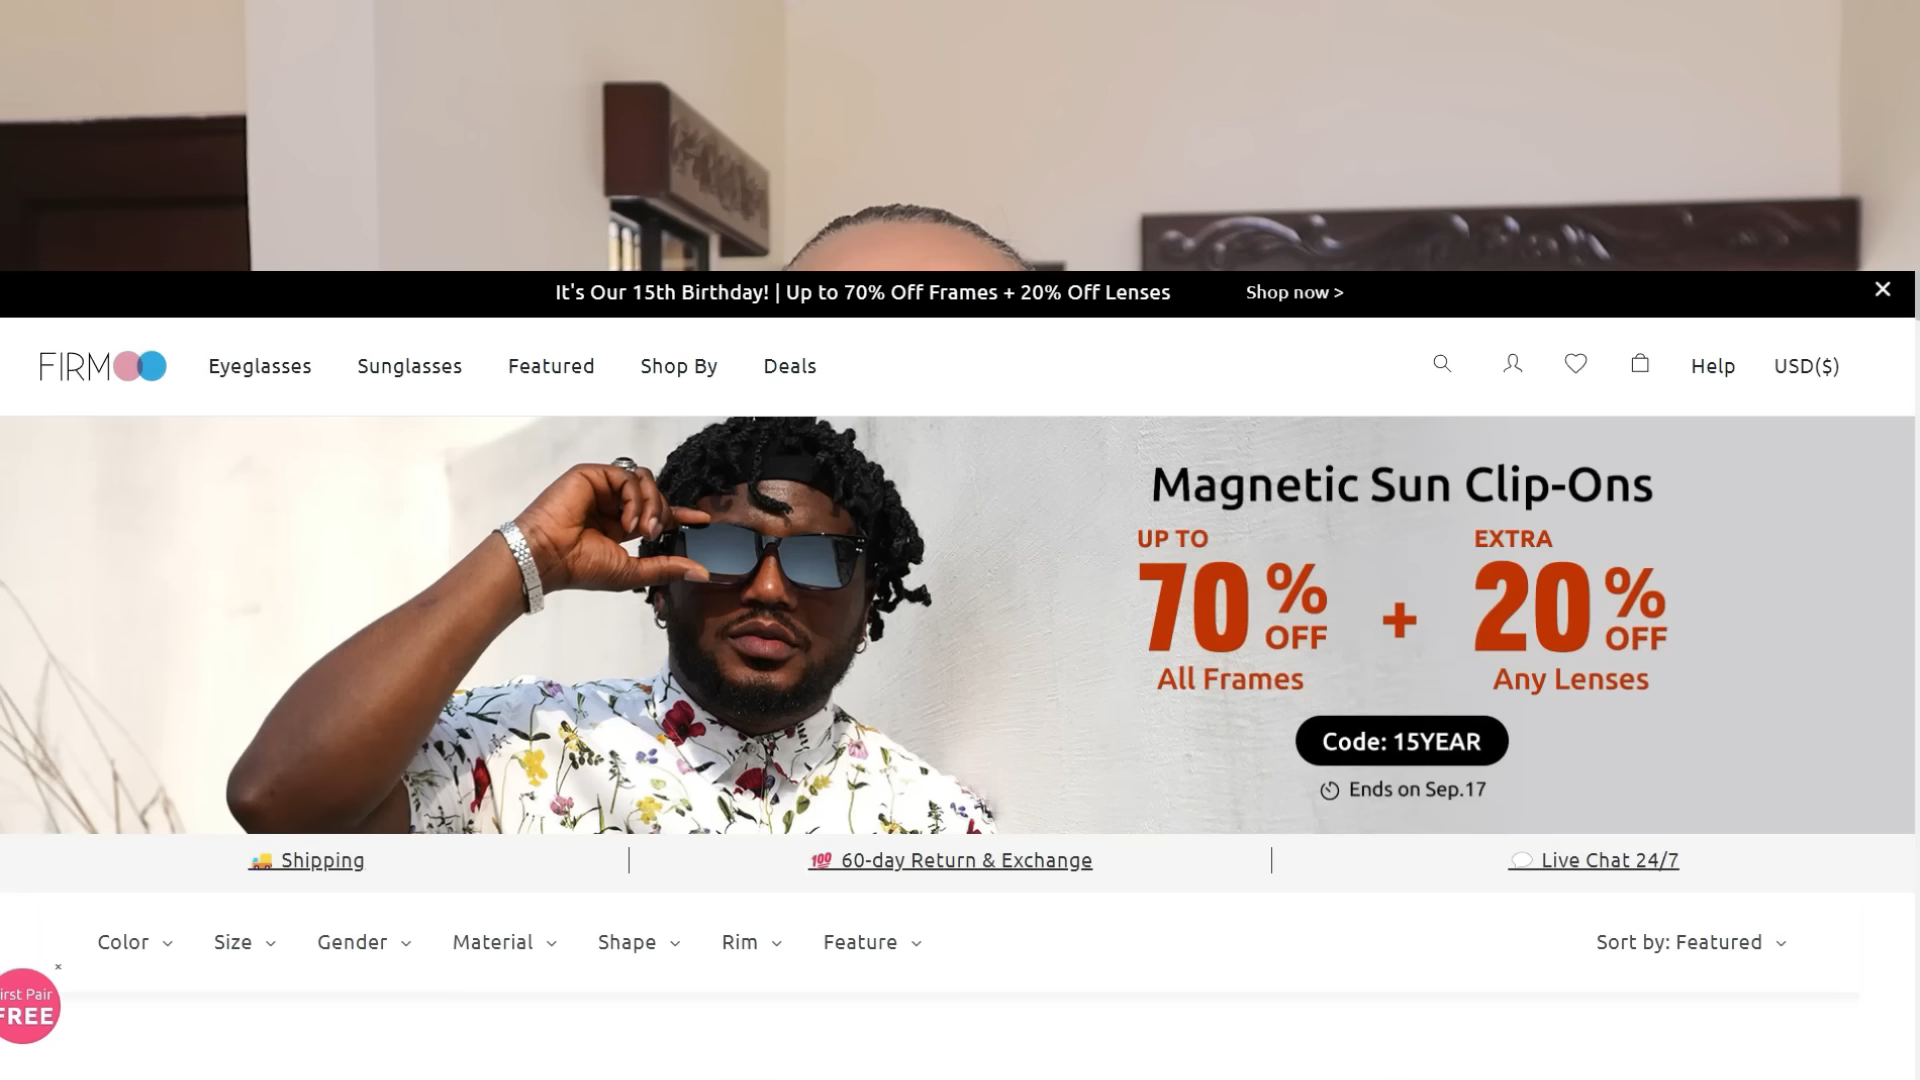 It's Our 15th Birthday! | Up to 70% Off Frames + 20% Off Lenses Shop now >
FIRMOO Eyeglasses Sunglasses Featured Shop By Deals Help USD($)
Magnetic Sun Clip-Ons
UP TO 70% OFF All Frames
+
EXTRA 20% OFF Any Lenses
Code: 15YEAR
Ends on Sep.17
Shipping
💯 60-day Return & Exchange
Live Chat 24/7
Color Size Gender Material Shape Rim Feature Sort by: Featured
irst Pair
FREE